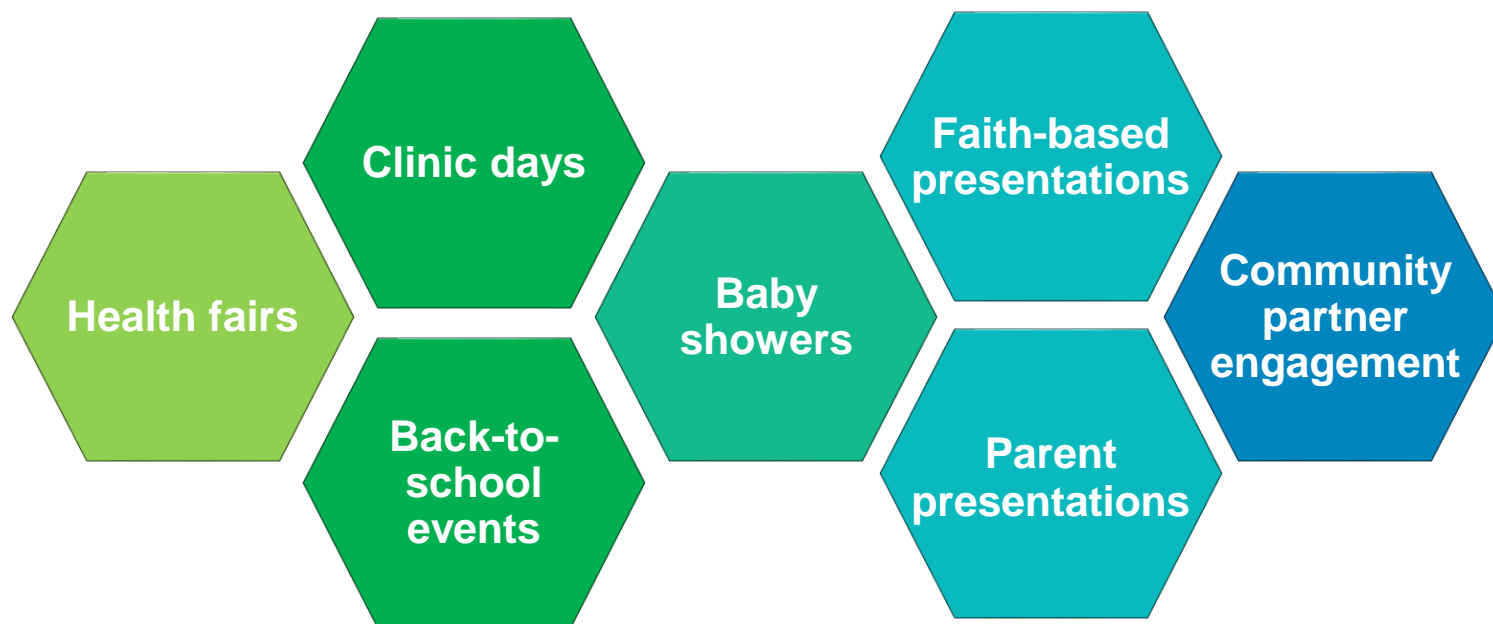 Health fairs
Clinic days
Back-to-
school
events
Baby
showers
Faith-based
presentations
Parent
presentations
Community
partner
engagement